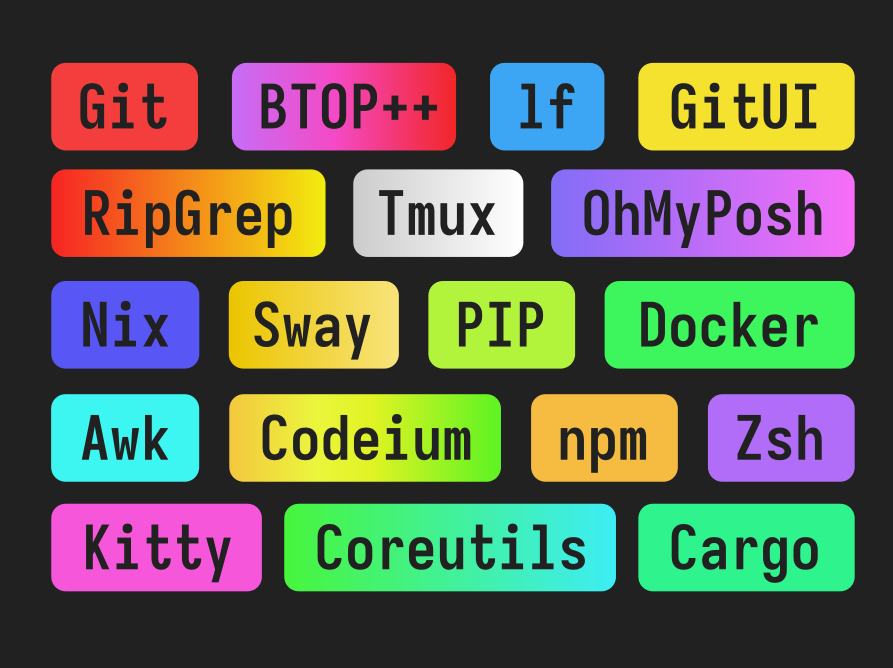 Git BTOP++ lf GitUI
RipGrep Tmux OhMyPosh
Nix Sway PIP Docker
Awk Codeium npm Zsh
Kitty Coreutils Cargo